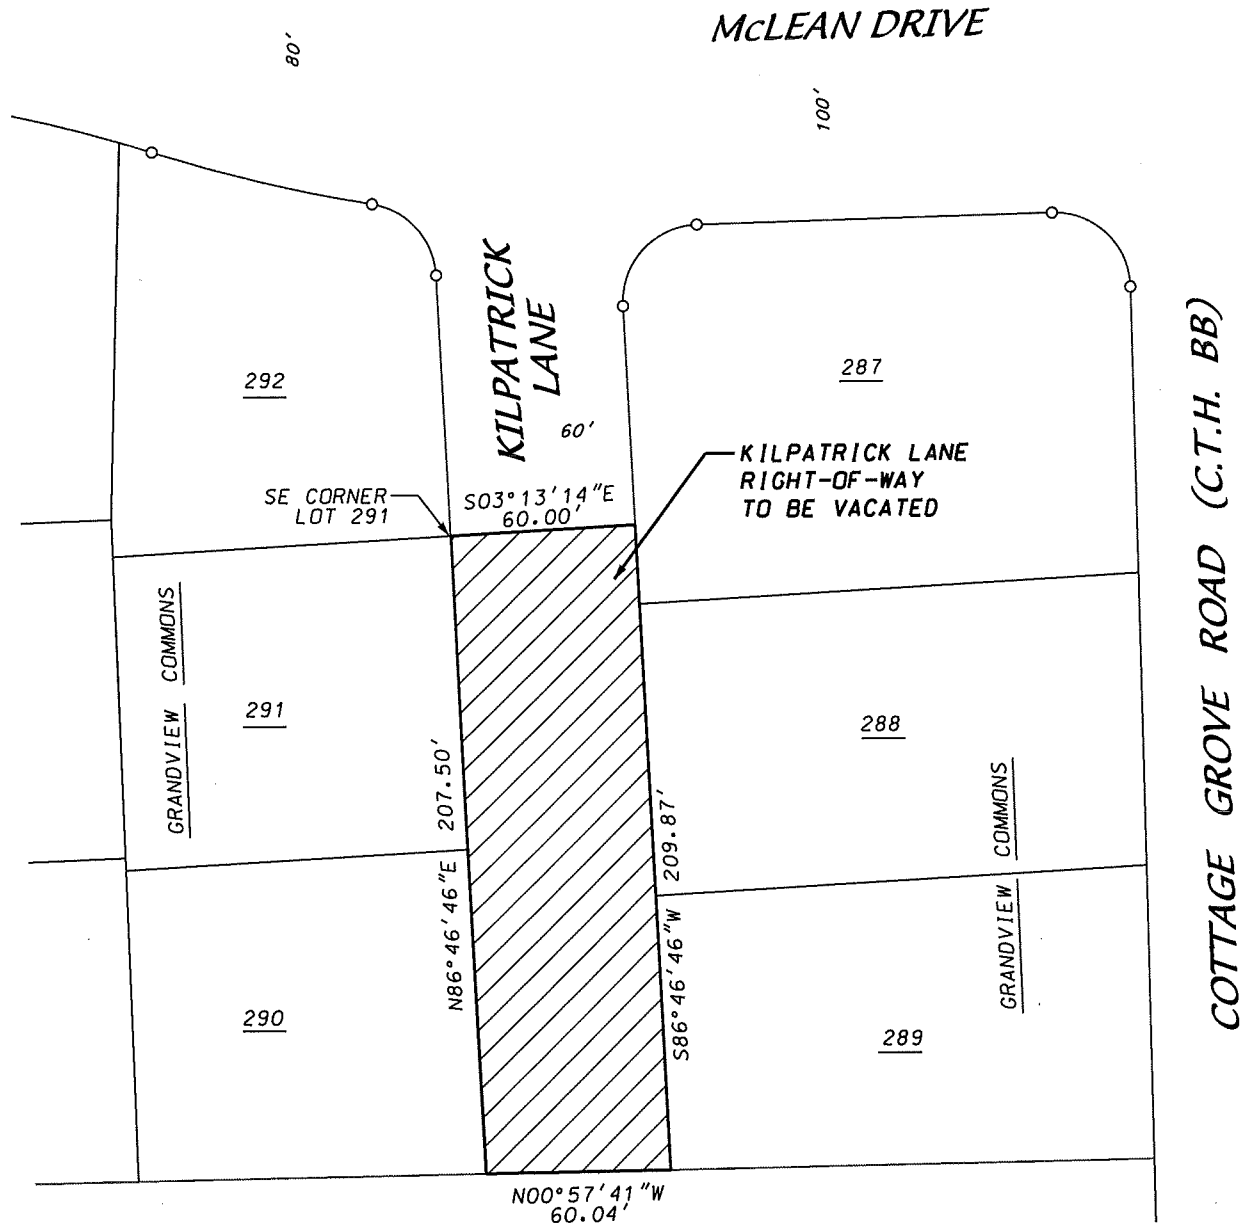 McLEAN DRIVE
80'
100'
KILPATRICK
LANE
60'
292
287
KILPATRICK LANE
RIGHT-OF-WAY
TO BE VACATED
SE CORNER
LOT 291
S03°13'14"E
60.00'
GRANDVIEW COMMONS
291
288
N86°46'46"E 207.50'
S86°46'46"W 209.87'
GRANDVIEW COMMONS
290
289
N00°57'41"W
60.04'
COTTAGE GROVE ROAD (C.T.H. BB)